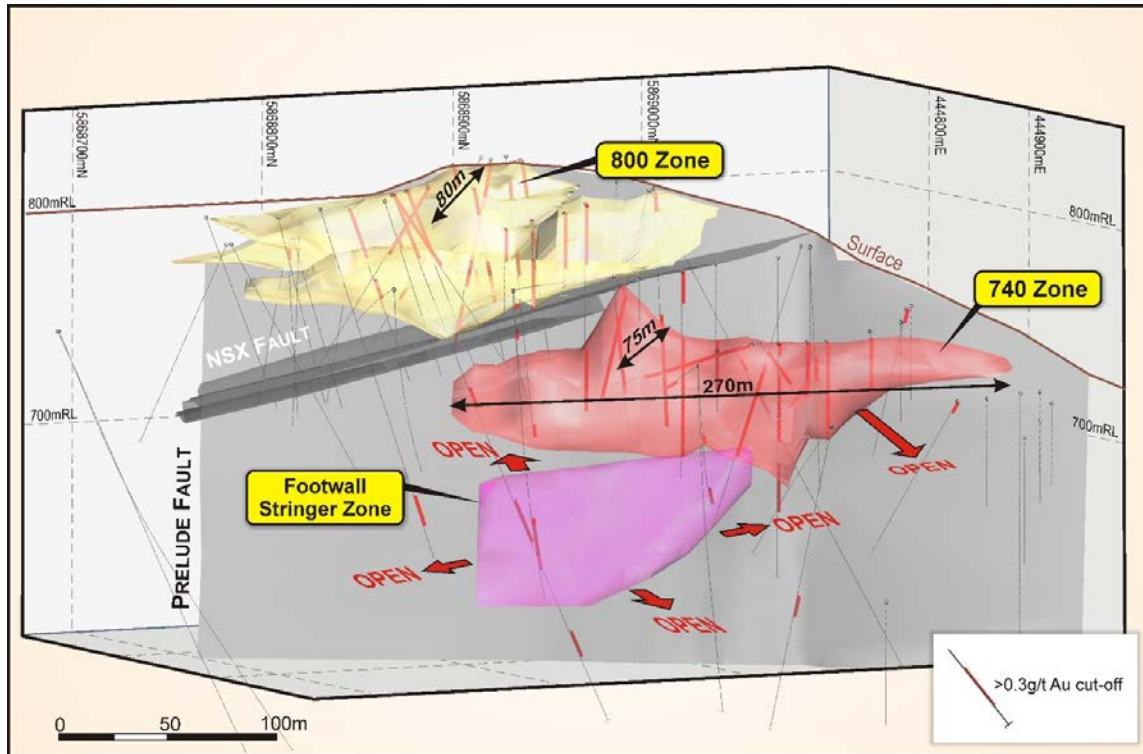 5868700mN
5868800mN
5868900mN
5869000mN
444800mE
444900mE
800 Zone
80m
800mRL
800mRL
Surface
740 Zone
NSX FAULT
75m
270m
700mRL
700mRL
OPEN
OPEN
Footwall
Stringer Zone
OPEN
PRELUDE FAULT
OPEN
OPEN
>0.3g/t Au cut-off
0 50 100m